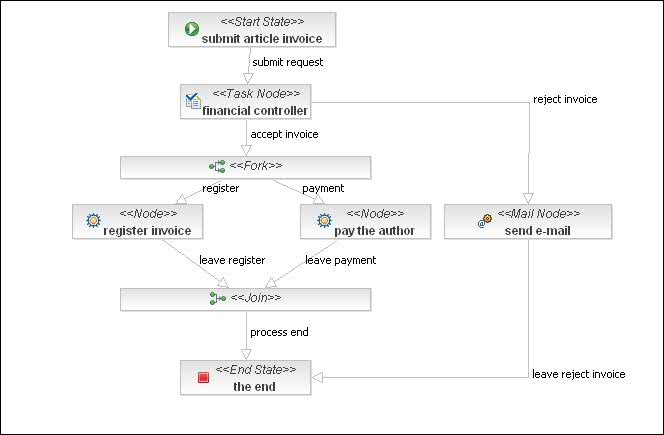 <<Start State>>
submit article invoice
submit request
<<Task Node>>
financial controller
reject invoice
accept invoice
<<Fork>>
register
payment
<<Node>>
register invoice
<<Node>>
pay the author
<<Mail Node>>
send e-mail
leave register
leave payment
<<Join>>
process end
<<End State>>
the end
leave reject invoice